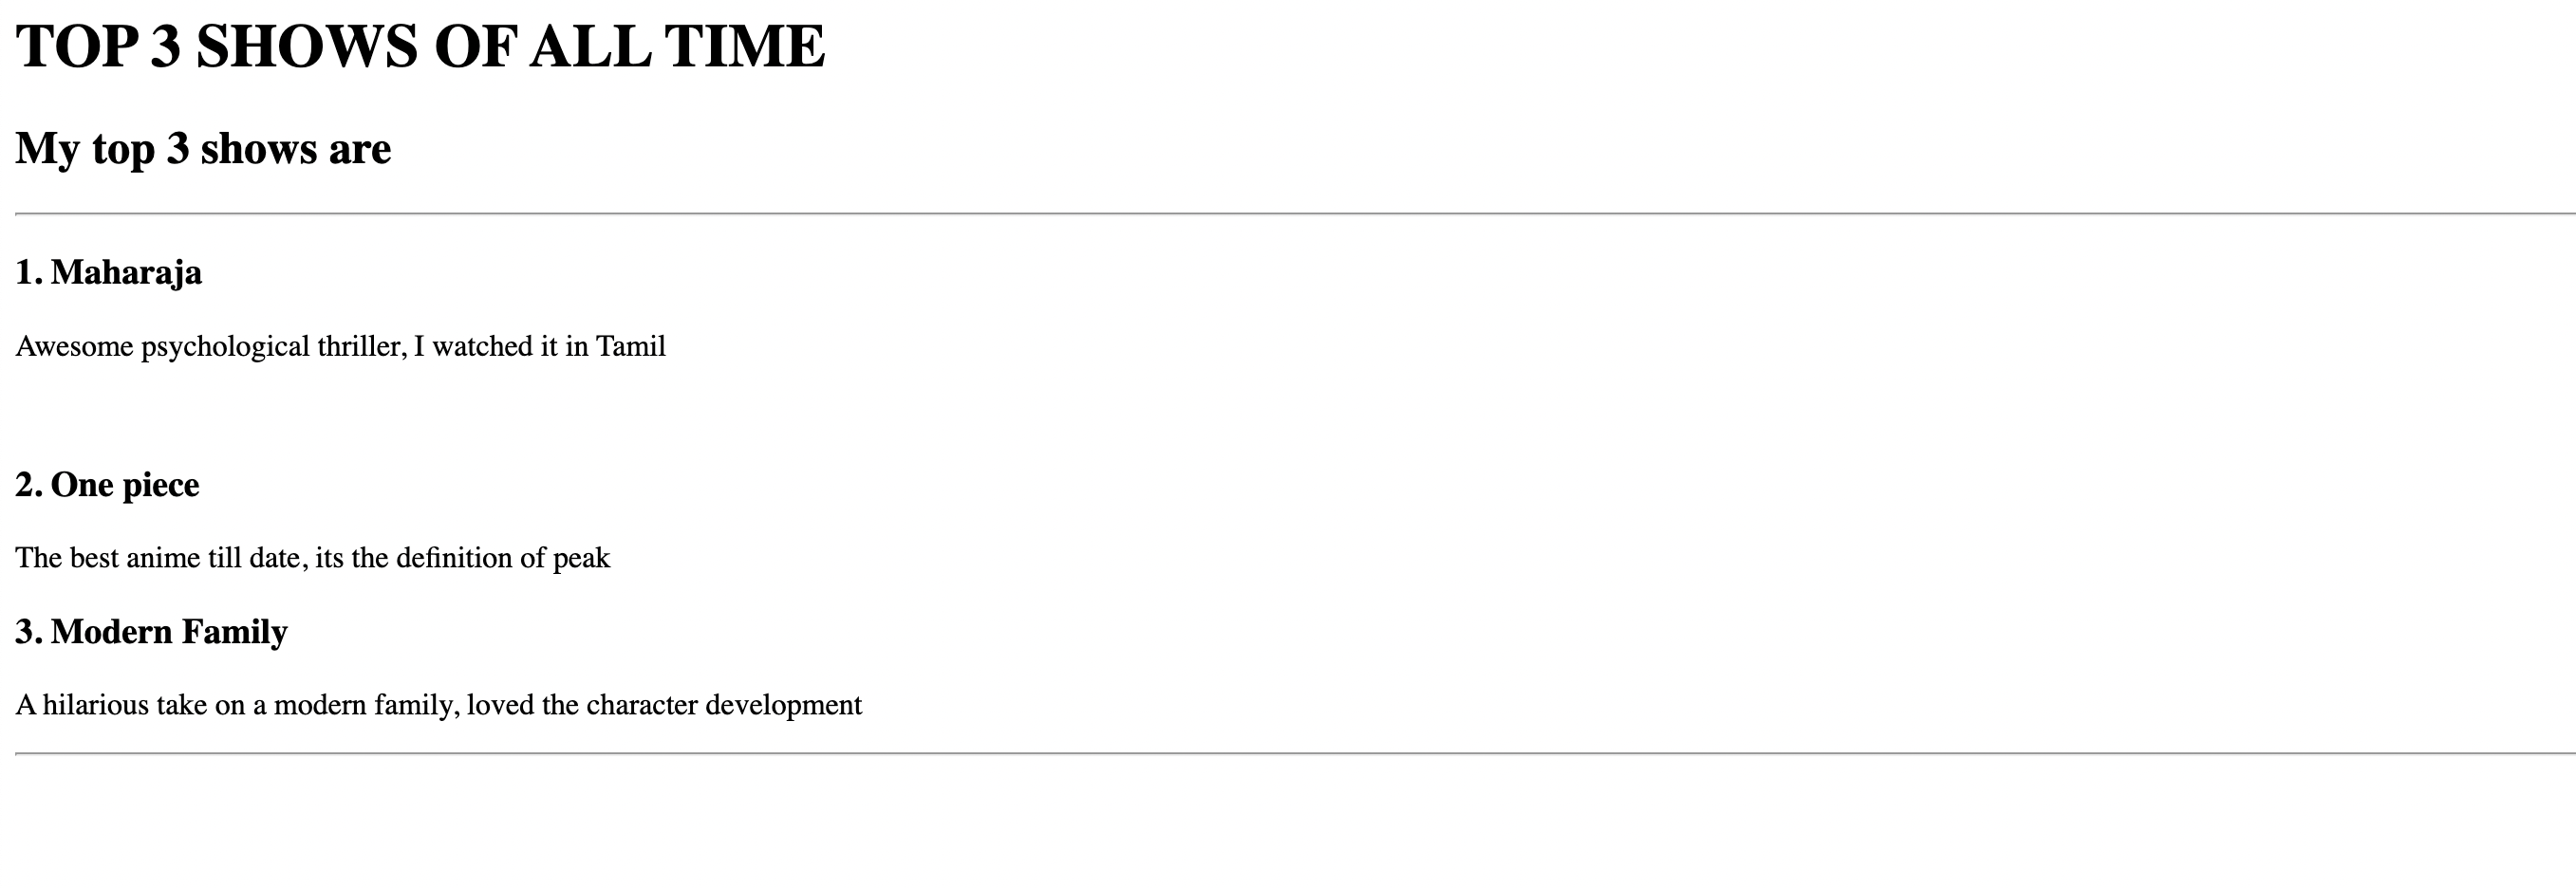 TOP 3 SHOWS OF ALL TIME
My top 3 shows are
1. Maharaja
Awesome psychological thriller, I watched it in Tamil
2. One piece
The best anime till date, its the definition of peak
3. Modern Family
A hilarious take on a modern family, loved the character development